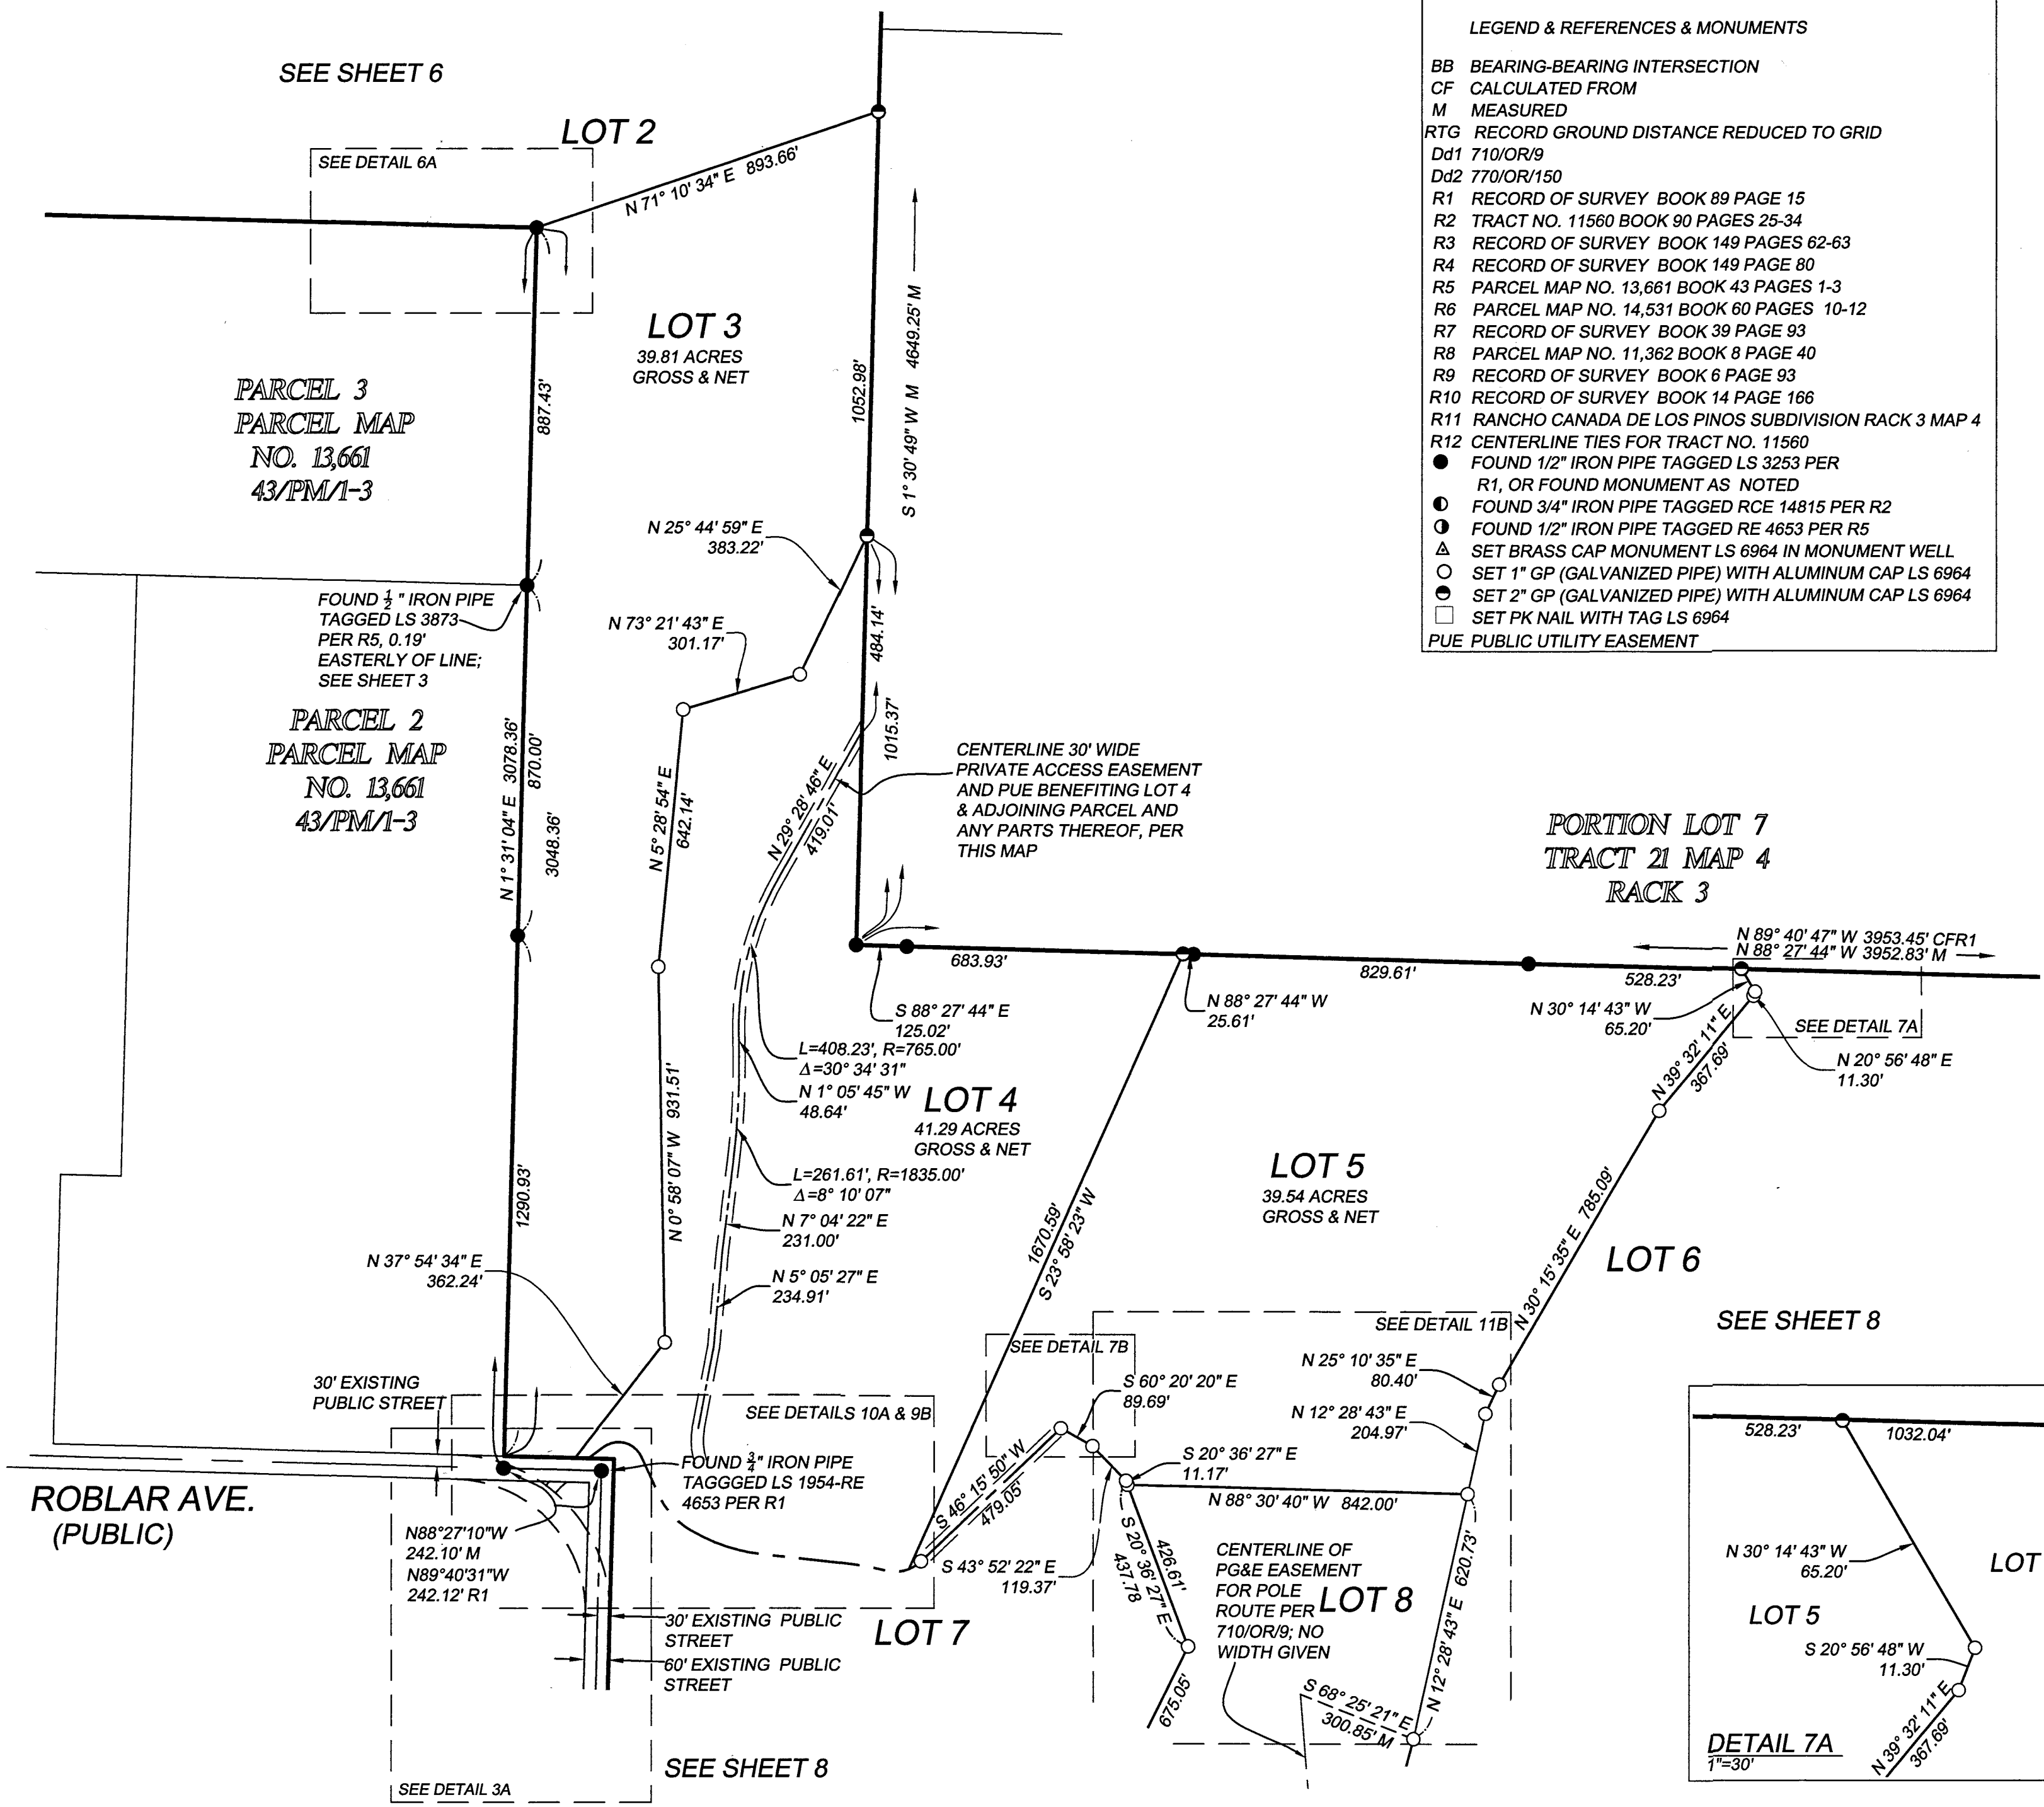 SEE SHEET 6
LOT 2
SEE DETAIL 6A
N 71° 10' 34" E 893.66'
LOT 3
39.81 ACRES
GROSS & NET
PARCEL 3
PARCEL MAP
NO. 13,661
43/PM/1-3
887.43'
1052.98'
S 1° 30' 49" W M 4649.25' M
N 25° 44' 59" E
383.22'
N 73° 21' 43" E
301.17'
FOUND 1/2" IRON PIPE
TAGGED LS 3873
PER R5, 0.19'
EASTERLY OF LINE;
SEE SHEET 3
484.14'
1015.37'
PARCEL 2
PARCEL MAP
NO. 13,661
43/PM/1-3
N 1° 31' 04" E 3078.36'
870.00'
3048.36'
N 5° 28' 54" E
642.14'
N 29° 28' 46" E
419.01'
CENTERLINE 30' WIDE
PRIVATE ACCESS EASEMENT
AND PUE BENEFITING LOT 4
& ADJOINING PARCEL AND
ANY PARTS THEREOF, PER
THIS MAP
LEGEND & REFERENCES & MONUMENTS
BB BEARING-BEARING INTERSECTION
CF CALCULATED FROM
M MEASURED
RTG RECORD GROUND DISTANCE REDUCED TO GRID
Dd1 710/OR/9
Dd2 770/OR/150
R1 RECORD OF SURVEY BOOK 89 PAGE 15
R2 TRACT NO. 11560 BOOK 90 PAGES 25-34
R3 RECORD OF SURVEY BOOK 149 PAGES 62-63
R4 RECORD OF SURVEY BOOK 149 PAGE 80
R5 PARCEL MAP NO. 13,661 BOOK 43 PAGES 1-3
R6 PARCEL MAP NO. 14,531 BOOK 60 PAGES 10-12
R7 RECORD OF SURVEY BOOK 39 PAGE 93
R8 PARCEL MAP NO. 11,362 BOOK 8 PAGE 40
R9 RECORD OF SURVEY BOOK 6 PAGE 93
R10 RECORD OF SURVEY BOOK 14 PAGE 166
R11 RANCHO CANADA DE LOS PINOS SUBDIVISION RACK 3 MAP 4
R12 CENTERLINE TIES FOR TRACT NO. 11560
FOUND 1/2" IRON PIPE TAGGED LS 3253 PER
R1, OR FOUND MONUMENT AS NOTED
FOUND 3/4" IRON PIPE TAGGED RCE 14815 PER R2
FOUND 1/2" IRON PIPE TAGGED RE 4653 PER R5
SET BRASS CAP MONUMENT LS 6964 IN MONUMENT WELL
SET 1" GP (GALVANIZED PIPE) WITH ALUMINUM CAP LS 6964
SET 2" GP (GALVANIZED PIPE) WITH ALUMINUM CAP LS 6964
SET PK NAIL WITH TAG LS 6964
PUE PUBLIC UTILITY EASEMENT
PORTION LOT 7
TRACT 21 MAP 4
RACK 3
N 89° 40' 47" W 3953.45' CFR1
N 88° 27' 44" W 3952.83' M
683.93'
829.61'
528.23'
S 88° 27' 44" E
125.02'
N 88° 27' 44" W
25.61'
N 30° 14' 43" W
65.20'
SEE DETAIL 7A
N 20° 56' 48" E
11.30'
N 39° 32' 11" E
367.69'
L=408.23', R=765.00'
Δ=30° 34' 31"
N 1° 05' 45" W
48.64'
LOT 4
41.29 ACRES
GROSS & NET
L=261.61', R=1835.00'
Δ=8° 10' 07"
N 7° 04' 22" E
231.00'
N 5° 05' 27" E
234.91'
N 0° 58' 07" W 931.51'
1290.93'
N 37° 54' 34" E
362.24'
1670.59'
S 23° 58' 23" W
LOT 5
39.54 ACRES
GROSS & NET
N 30° 15' 35" E 785.09'
LOT 6
SEE SHEET 8
SEE DETAIL 11B
SEE DETAIL 7B
N 25° 10' 35" E
80.40'
S 60° 20' 20" E
89.69'
N 12° 28' 43" E
204.97'
30' EXISTING
PUBLIC STREET
SEE DETAILS 10A & 9B
FOUND 3/4" IRON PIPE
TAGGGED LS 1954-RE
4653 PER R1
S 20° 36' 27" E
11.17'
N 88° 30' 40" W 842.00'
S 46° 15' 50" W
479.05'
ROBLAR AVE.
(PUBLIC)
N88°27'10"W
242.10' M
N89°40'31"W
242.12' R1
S 43° 52' 22" E
119.37'
426.61'
S 20° 36' 27" E
437.78
CENTERLINE OF
PG&E EASEMENT
FOR POLE
ROUTE PER
710/OR/9; NO
WIDTH GIVEN
LOT 8
N 12° 28' 43" E 620.73'
30' EXISTING PUBLIC
STREET
60' EXISTING PUBLIC
STREET
LOT 7
675.05'
S 68° 25' 21" E
300.85' M
SEE DETAIL 3A
SEE SHEET 8
528.23'
1032.04'
N 30° 14' 43" W
65.20'
LOT
LOT 5
S 20° 56' 48" W
11.30'
N 39° 32' 11" E
367.69'
DETAIL 7A
1"=30'